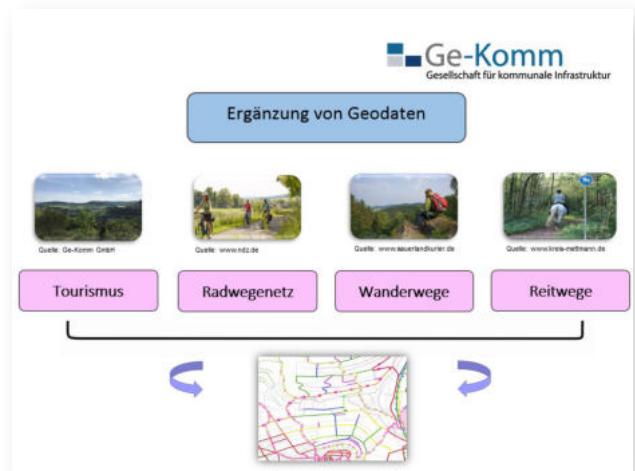 Ge-Komm
Gesellschaft für kommunale Infrastruktur
Ergänzung von Geodaten
Quelle: Ge-Komm GmbH
Quelle: www.ndz.de
Quelle: www.sauerlandkurier.de
Quelle: www.kreis-mettmann.de
Tourismus
Radwegenetz
Wanderwege
Reitwege